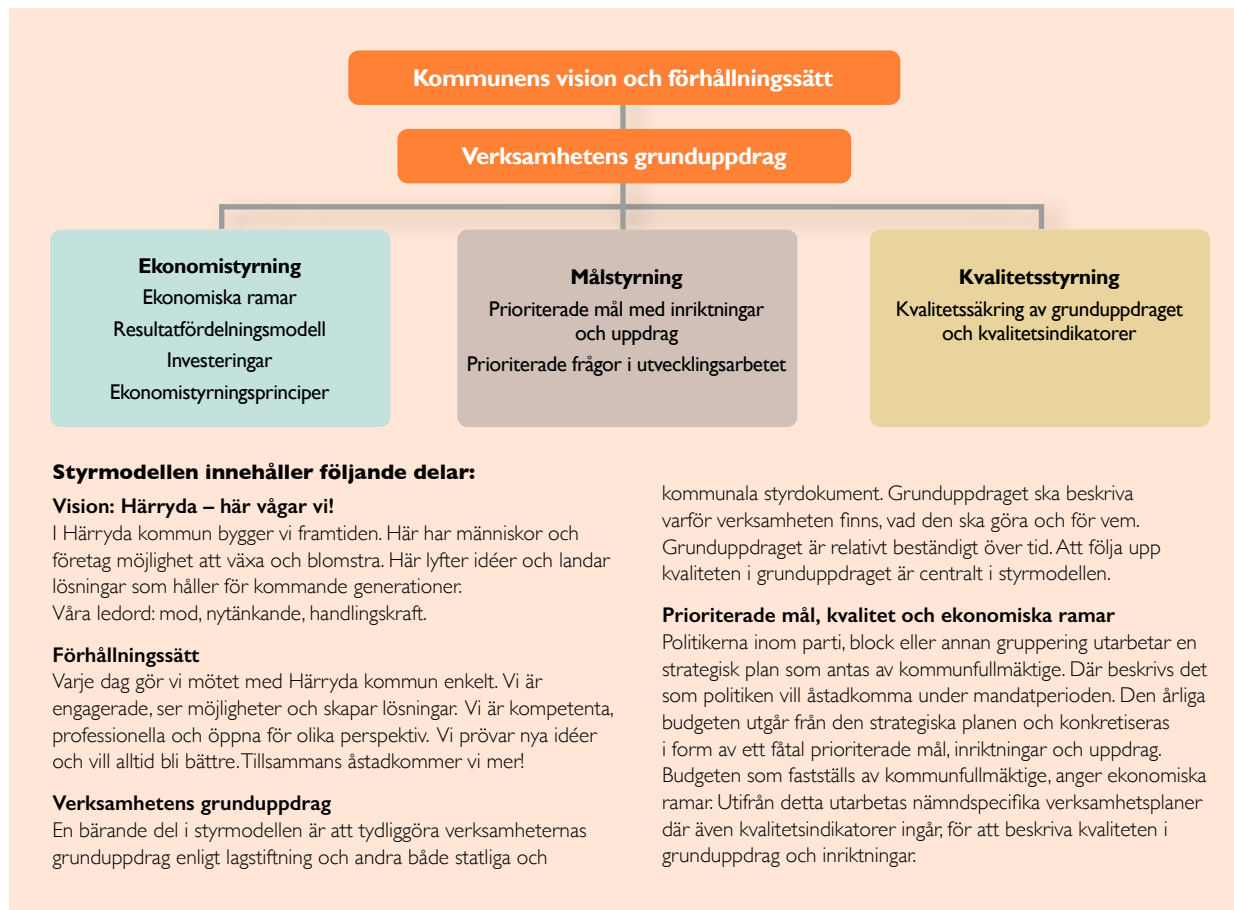 Kommunens vision och förhållningssätt
Verksamhetens grunduppdrag
Ekonomistyrning
Ekonomiska ramar
Resultatfördelningsmodell
Investeringar
Ekonomistyrningsprinciper
Målstyrning
Prioriterade mål med inriktningar
och uppdrag
Prioriterade frågor i utvecklingsarbetet
Kvalitetsstyrning
Kvalitetssäkring av grunduppdraget
och kvalitetsindikatorer
Styrmodellen innehåller följande delar:
Vision: Härryda – här vågar vi!
I Härryda kommun bygger vi framtiden. Här har människor och
företag möjlighet att växa och blomstra. Här lyfter idéer och landar
lösningar som håller för kommande generationer.
Våra ledord: mod, nytänkande, handlingskraft.
Förhållningssätt
Varje dag gör vi mötet med Härryda kommun enkelt. Vi är
engagerade, ser möjligheter och skapar lösningar. Vi är kompetenta,
professionella och öppna för olika perspektiv. Vi prövar nya idéer
och vill alltid bli bättre. Tillsammans åstadkommer vi mer!
Verksamhetens grunduppdrag
En bärande del i styrmodellen är att tydliggöra verksamheternas
grunduppdrag enligt lagstiftning och andra både statliga och
kommunala styrdokument. Grunduppdraget ska beskriva
varför verksamheten finns, vad den ska göra och för vem.
Grunduppdraget är relativt beständigt över tid. Att följa upp
kvaliteten i grunduppdraget är centralt i styrmodellen.
Prioriterade mål, kvalitet och ekonomiska ramar
Politikerna inom parti, block eller annan gruppering utarbetar en
strategisk plan som antas av kommunfullmäktige. Där beskrivs det
som politiken vill åstadkomma under mandatperioden. Den årliga
budgeten utgår från den strategiska planen och konkretiseras
i form av ett fåtal prioriterade mål, inriktningar och uppdrag.
Budgeten som fastställs av kommunfullmäktige, anger ekonomiska
ramar. Utifrån detta utarbetas nämndspecifika verksamhetsplaner
där även kvalitetsindikatorer ingår, för att beskriva kvaliteten i
grunduppdrag och inriktningar.